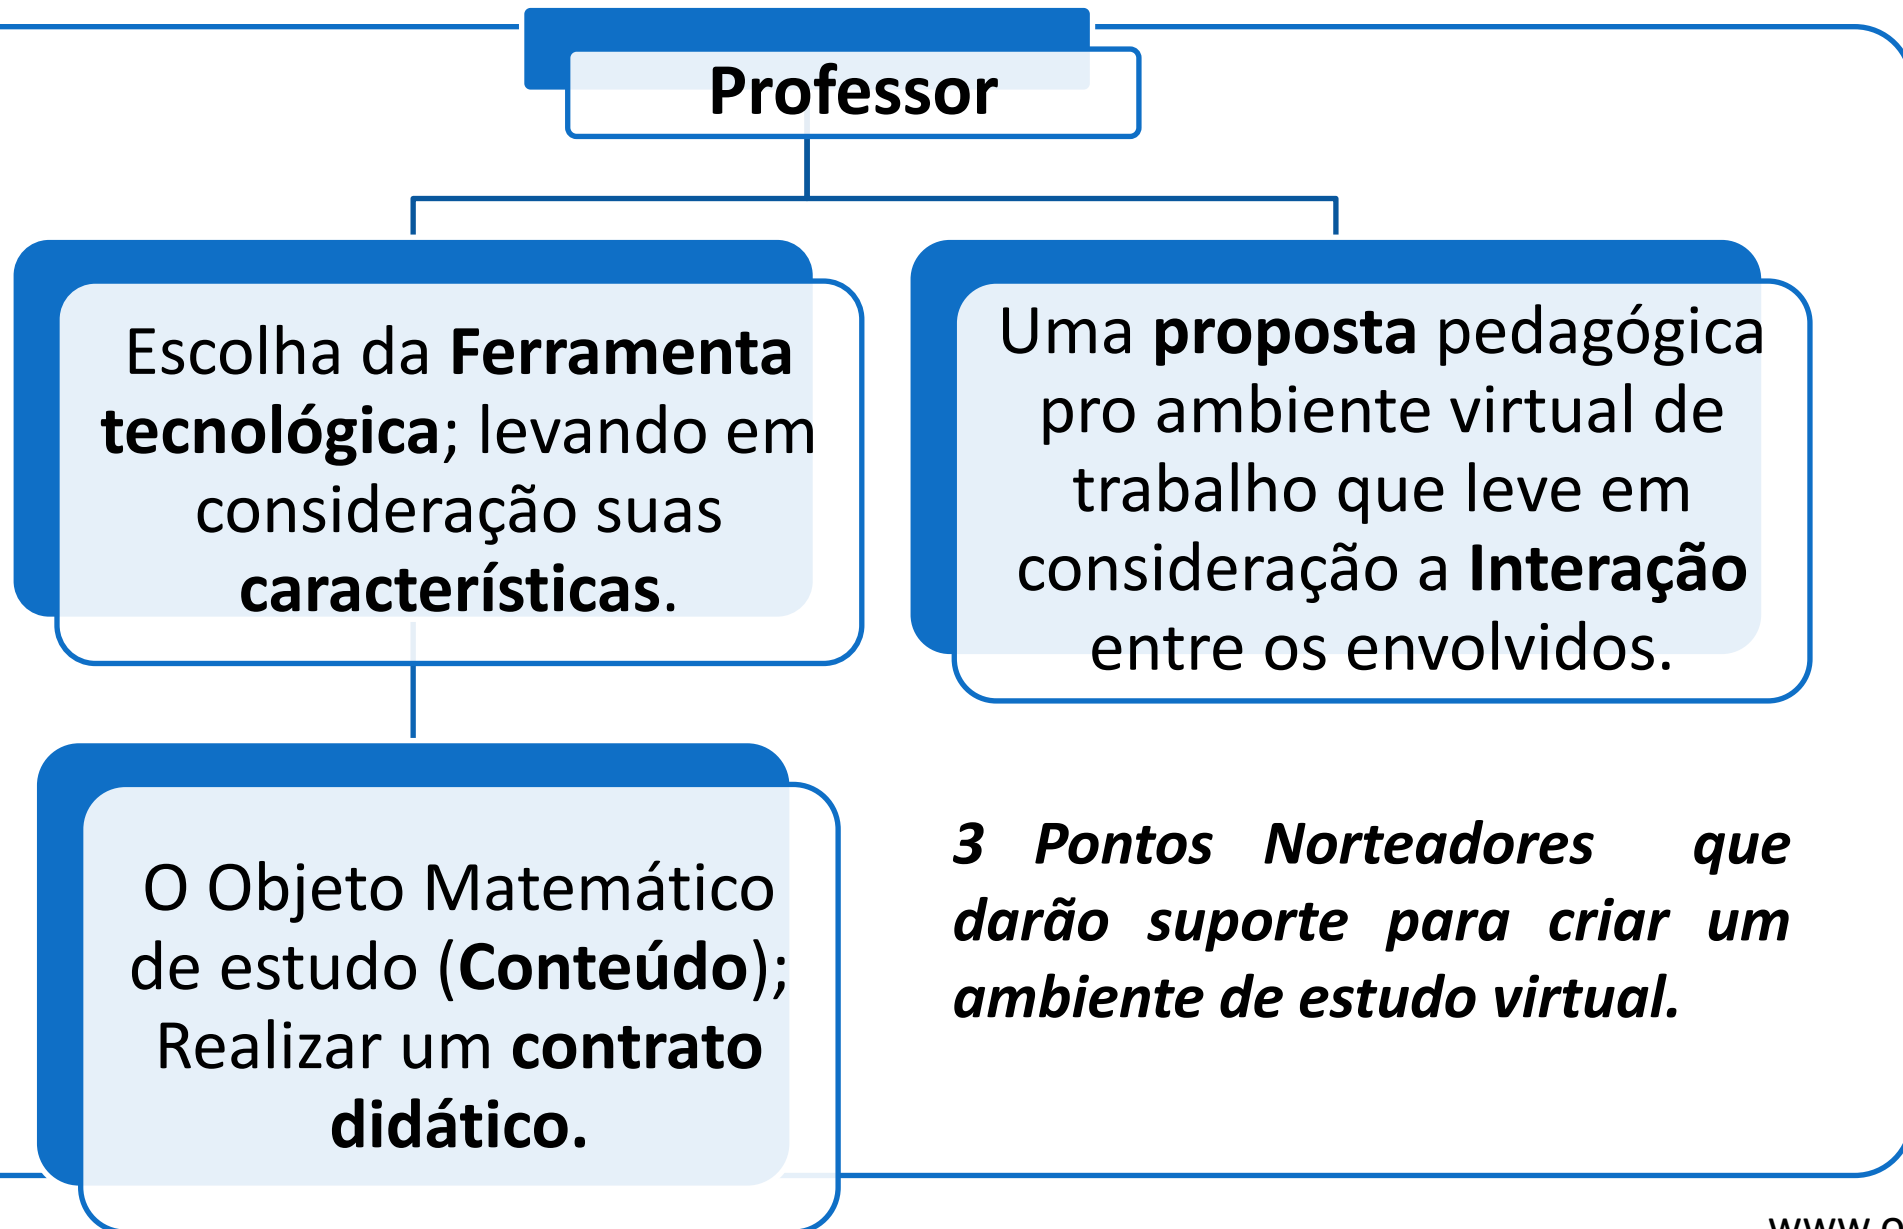 Professor
Escolha da Ferramenta
tecnológica; levando em
consideração suas
características.
Uma proposta pedagógica
pro ambiente virtual de
trabalho que leve em
consideração a Interação
entre os envolvidos.
O Objeto Matemático
de estudo (Conteúdo);
Realizar um contrato
didático.
3 Pontos Norteadores que
darão suporte para criar um
ambiente de estudo virtual.